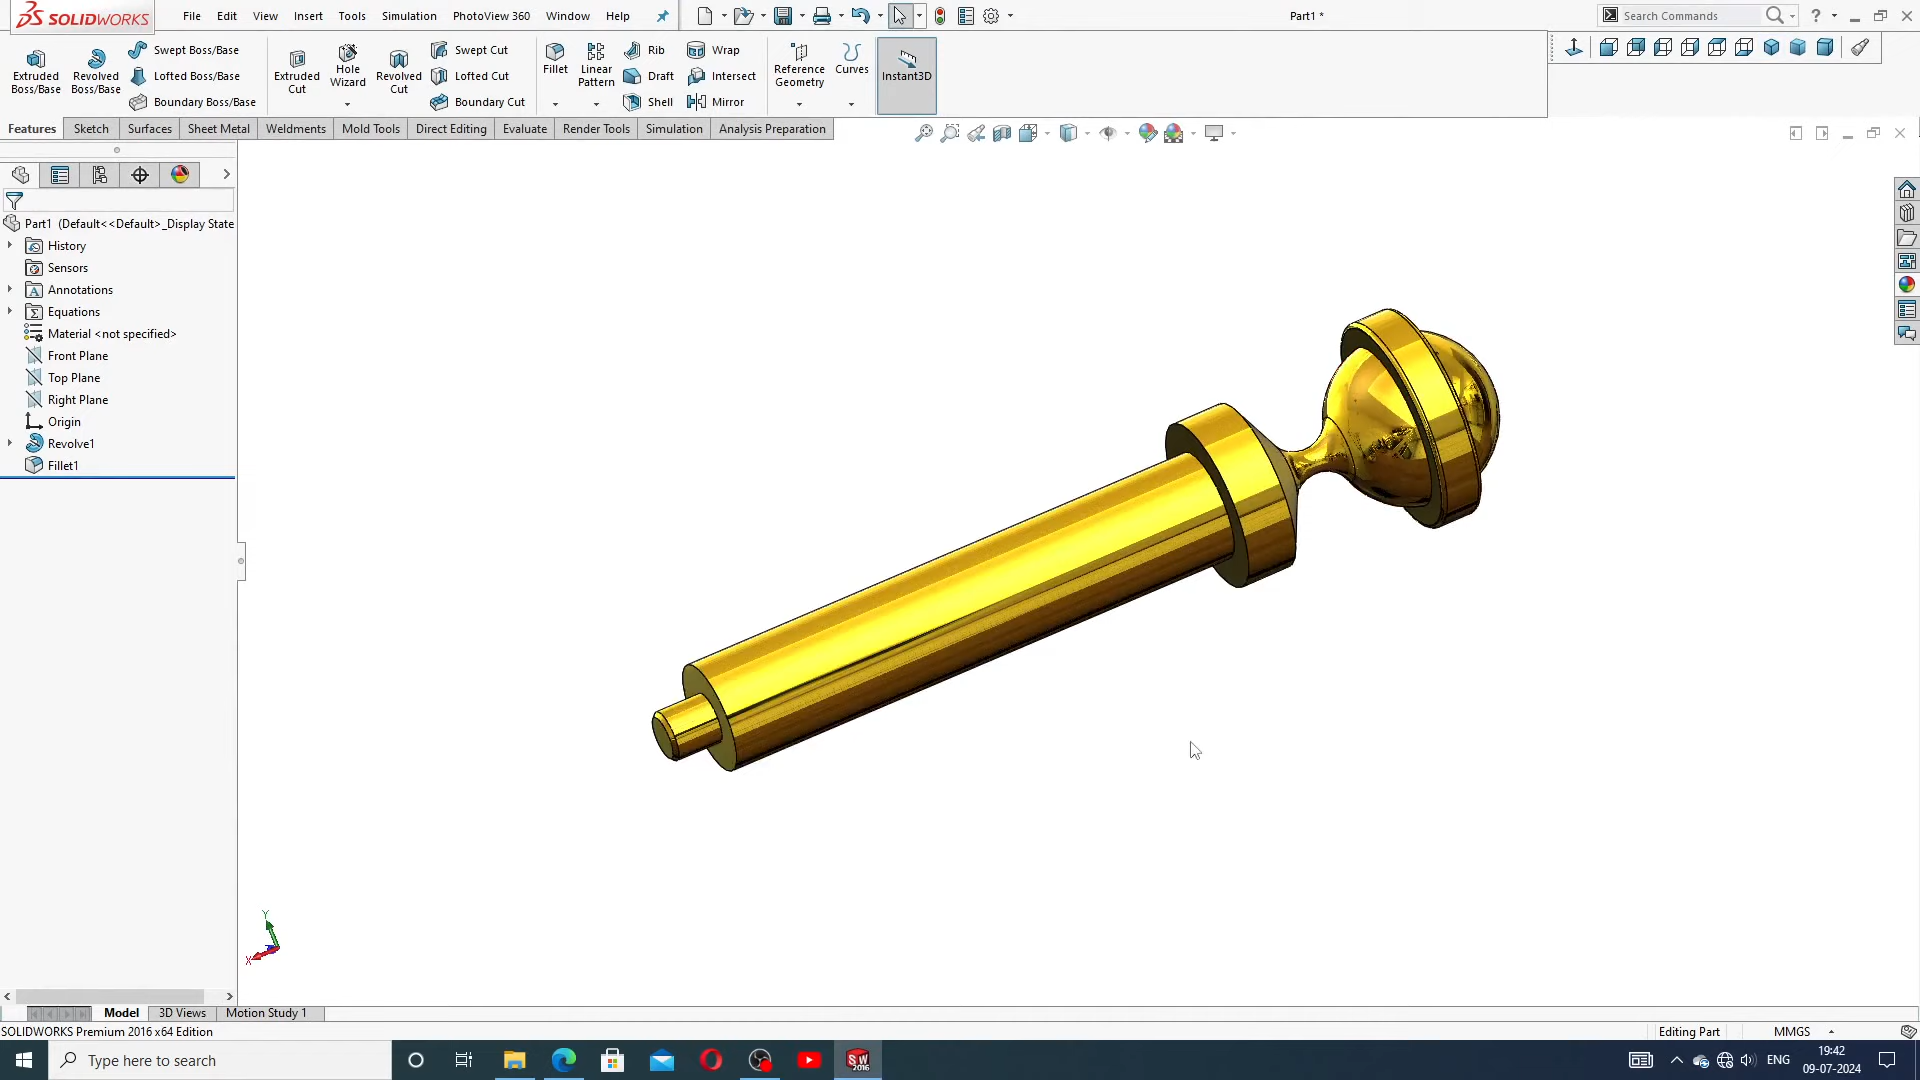 SOLIDWORKS File Edit View Insert Tools Simulation PhotoView 360 Window Help Part1 * Search Commands ?
Extruded Boss/Base
Revolved Boss/Base
Swept Boss/Base
Lofted Boss/Base
Boundary Boss/Base
Extruded Cut
Hole Wizard
Revolved Cut
Swept Cut
Lofted Cut
Boundary Cut
Fillet
Linear Pattern
Rib
Draft
Shell
Wrap
Intersect
Mirror
Reference Geometry
Curves
Instant3D
Features Sketch Surfaces Sheet Metal Weldments Mold Tools Direct Editing Evaluate Render Tools Simulation Analysis Preparation
Part1 (Default<<Default>_Display State
History
Sensors
Annotations
Equations
Material <not specified>
Front Plane
Top Plane
Right Plane
Origin
Revolve1
Fillet1
Y
X
Model 3D Views Motion Study 1
SOLIDWORKS Premium 2016 x64 Edition Editing Part MMGS
Type here to search SW 2016 ENG 19:42
09-07-2024